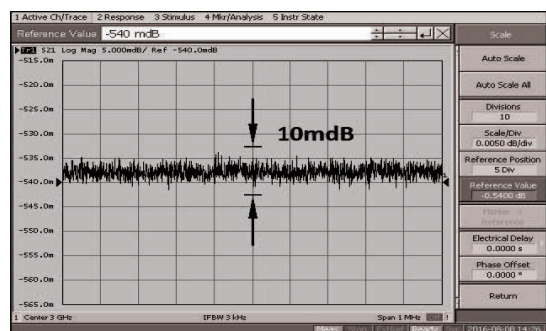 1 Active Ch/Trace 2 Response 3 Stimulus 4 Mkr/Analysis 5 Instr State
Reference Value -540 mdB
Scale
Tr1 S21 Log Mag 5.000mdB/ Ref -540.0mdB
-515.0m
-520.0m
-525.0m
-530.0m
-535.0m
-540.0m
-545.0m
-550.0m
-555.0m
-560.0m
-565.0m
10mdB
Auto Scale
Auto Scale All
Divisions
10
Scale/Div
0.0050 dB/div
Reference Position
5 Div
Reference Value
-0.5400 dB
Reference
Electrical Delay
0.0000 s
Phase Offset
0.0000 °
Return
1 Center 3 GHz IFBW 3 kHz Span 1 MHz
2016-08-08 14:26